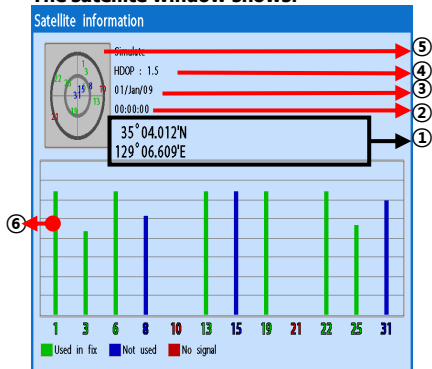 The Satellite window shows:
Satellite information
Simulate
HDOP : 1.5
01/Jan/09
00:00:00
35°04.012'N
129°06.609'E
⑤
④
③
②
①
⑥
1 3 6 8 10 13 15 19 21 22 25 31
Used in fix Not used No signal